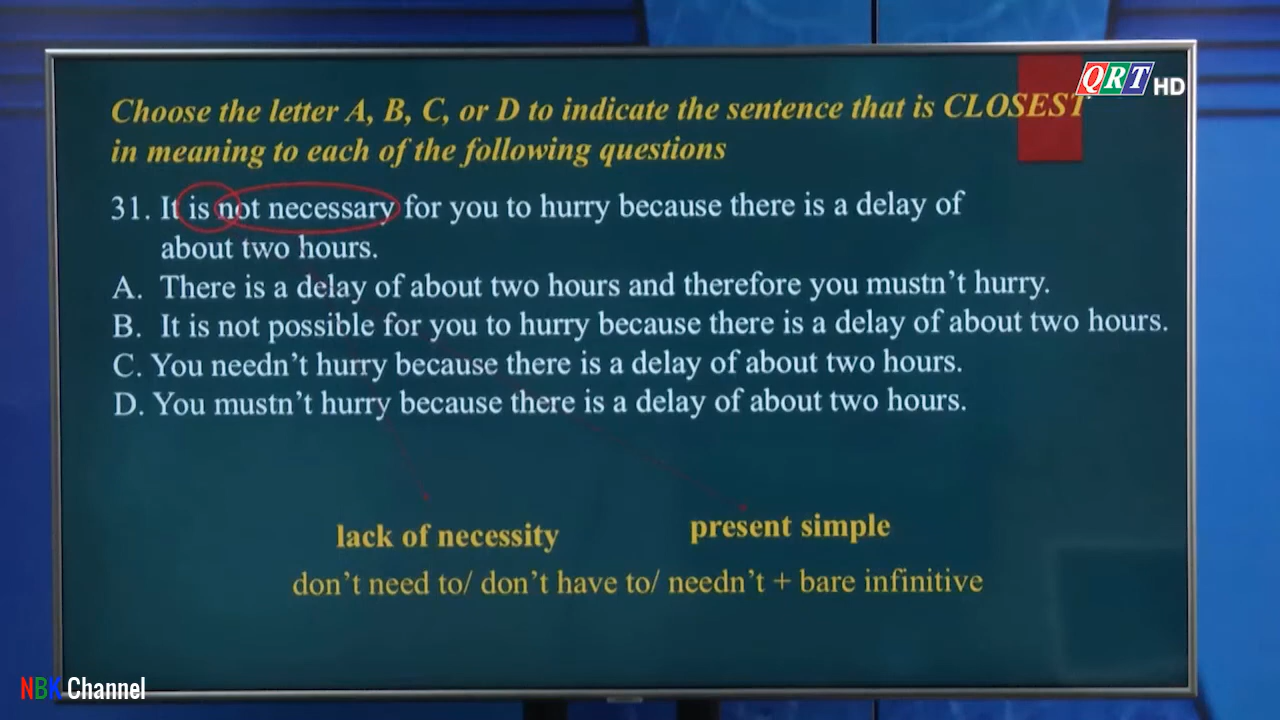 QRT HD
Choose the letter A, B, C, or D to indicate the sentence that is CLOSEST
in meaning to each of the following questions
31. It is not necessary for you to hurry because there is a delay of
about two hours.
A. There is a delay of about two hours and therefore you mustn’t hurry.
B. It is not possible for you to hurry because there is a delay of about two hours.
C. You needn’t hurry because there is a delay of about two hours.
D. You mustn’t hurry because there is a delay of about two hours.
lack of necessity present simple
don’t need to/ don’t have to/ needn’t + bare infinitive
NBK Channel